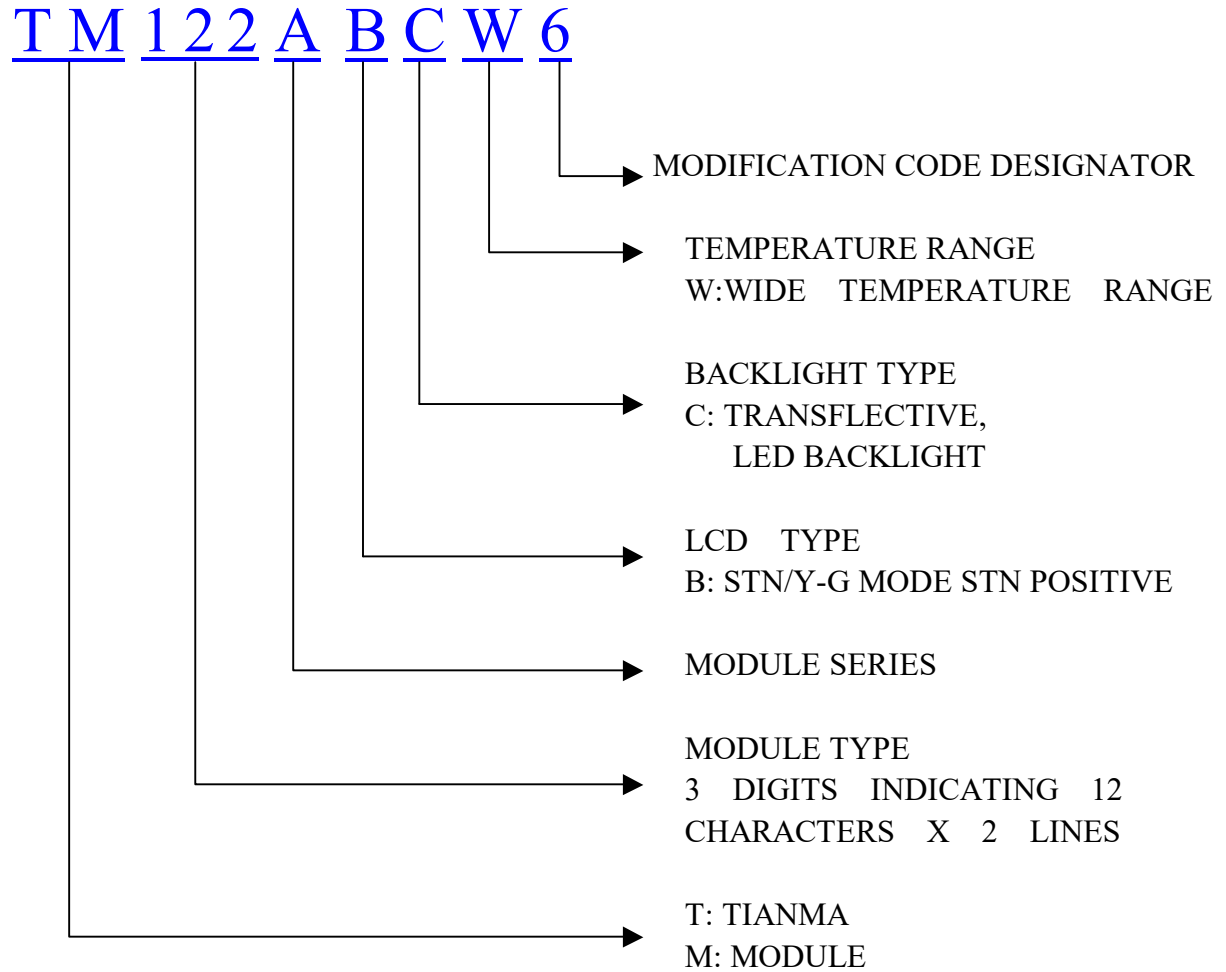 T M 1 2 2 A B C W 6
MODIFICATION CODE DESIGNATOR
TEMPERATURE RANGE
W:WIDE TEMPERATURE RANGE
BACKLIGHT TYPE
C: TRANSFLECTIVE,
LED BACKLIGHT
LCD TYPE
B: STN/Y-G MODE STN POSITIVE
MODULE SERIES
MODULE TYPE
3 DIGITS INDICATING 12
CHARACTERS X 2 LINES
T: TIANMA
M: MODULE